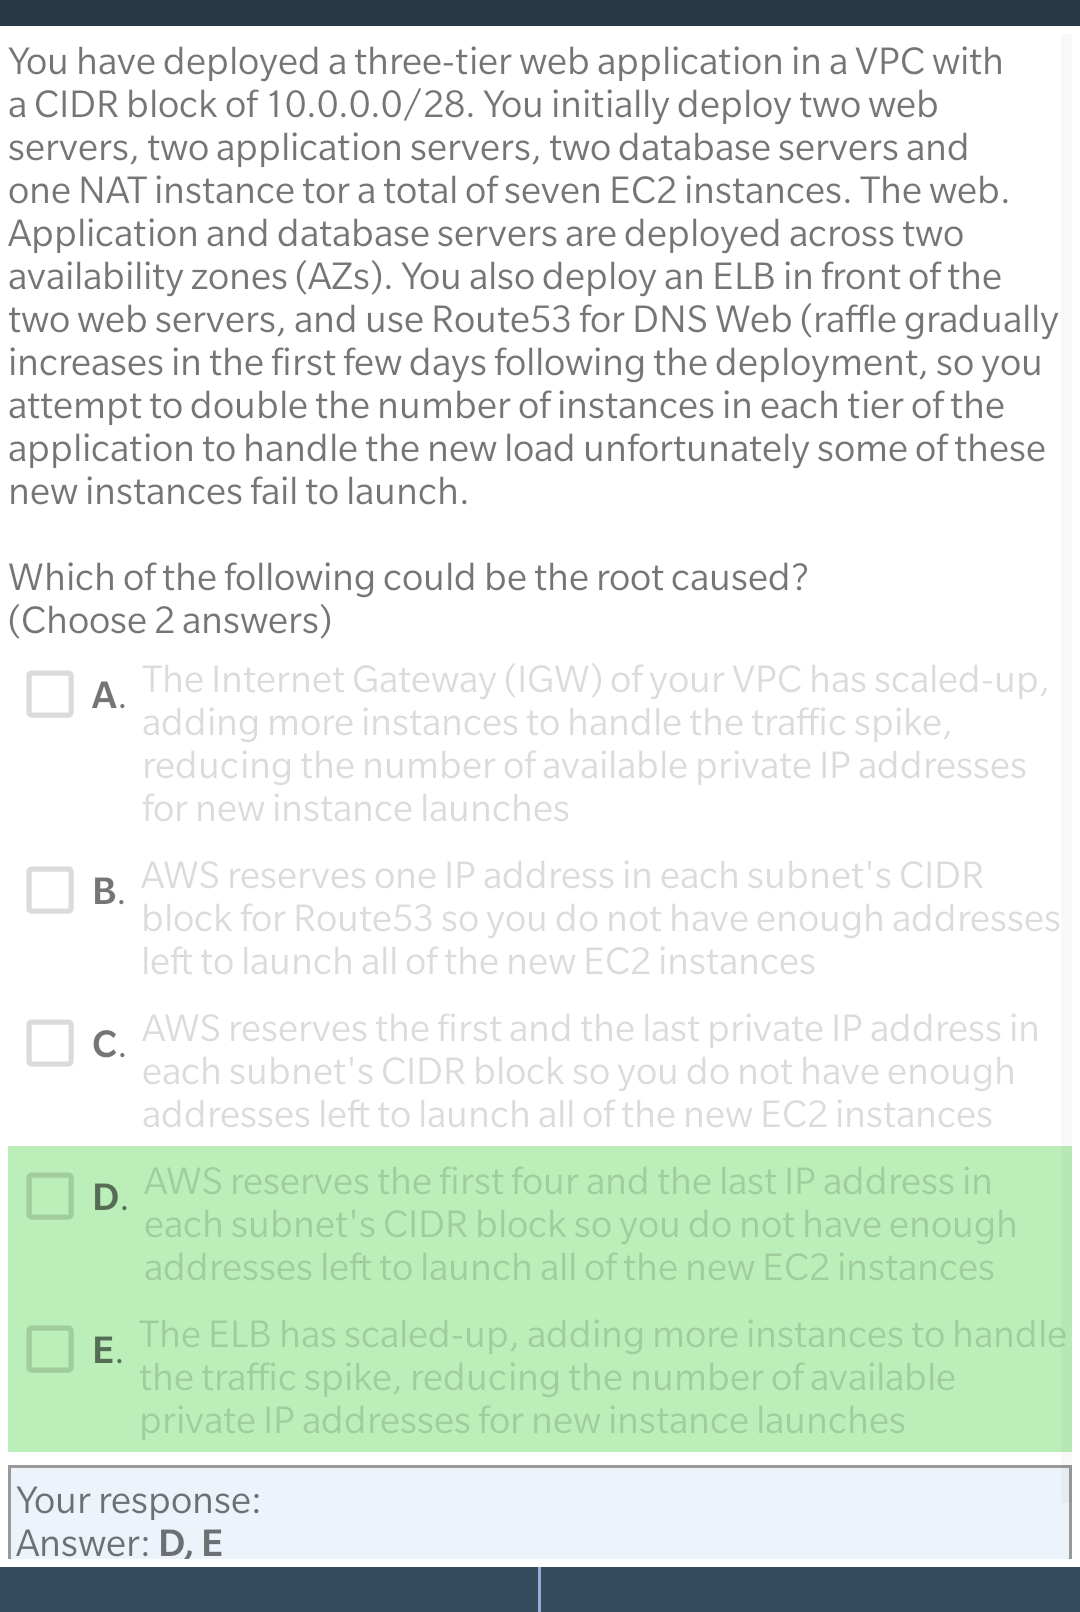 You have deployed a three-tier web application in a VPC with
a CIDR block of 10.0.0.0/28. You initially deploy two web
servers, two application servers, two database servers and
one NAT instance tor a total of seven EC2 instances. The web.
Application and database servers are deployed across two
availability zones (AZs). You also deploy an ELB in front of the
two web servers, and use Route53 for DNS Web (raffle gradually
increases in the first few days following the deployment, so you
attempt to double the number of instances in each tier of the
application to handle the new load unfortunately some of these
new instances fail to launch.
Which of the following could be the root caused?
(Choose 2 answers)
A. The Internet Gateway (IGW) of your VPC has scaled-up,
adding more instances to handle the traffic spike,
reducing the number of available private IP addresses
for new instance launches
B. AWS reserves one IP address in each subnet's CIDR
block for Route53 so you do not have enough addresses
left to launch all of the new EC2 instances
C. AWS reserves the first and the last private IP address in
each subnet's CIDR block so you do not have enough
addresses left to launch all of the new EC2 instances
D. AWS reserves the first four and the last IP address in
each subnet's CIDR block so you do not have enough
addresses left to launch all of the new EC2 instances
E. The ELB has scaled-up, adding more instances to handle
the traffic spike, reducing the number of available
private IP addresses for new instance launches
Your response:
Answer: D, E